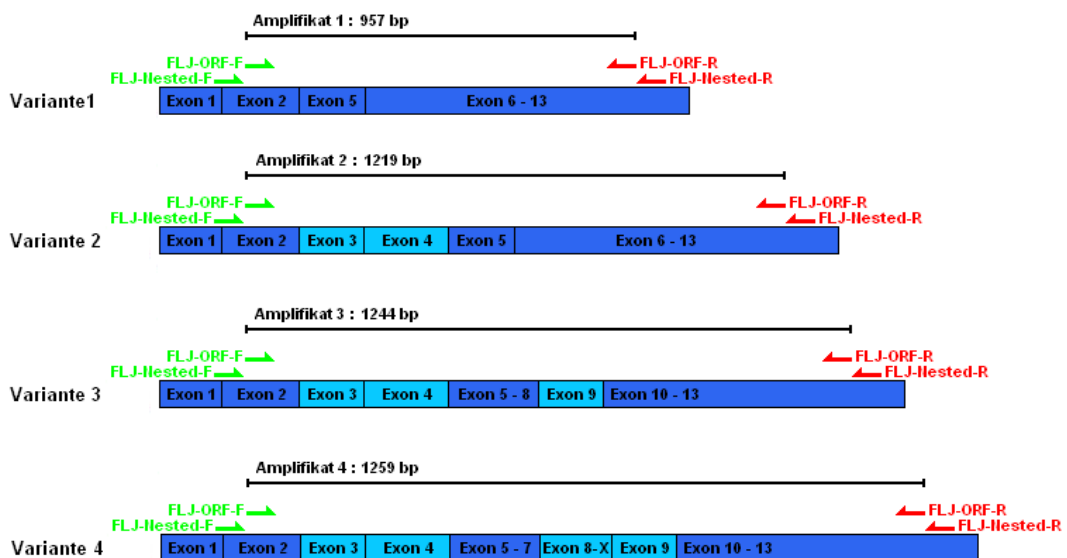 Amplifikat 1 : 957 bp
FLJ-ORF-F FLJ-ORF-R
FLJ-Nested-F FLJ-Nested-R
Variante1 Exon 1 Exon 2 Exon 5 Exon 6 - 13
Amplifikat 2 : 1219 bp
FLJ-ORF-F FLJ-ORF-R
FLJ-Nested-F FLJ-Nested-R
Variante 2 Exon 1 Exon 2 Exon 3 Exon 4 Exon 5 Exon 6 - 13
Amplifikat 3 : 1244 bp
FLJ-ORF-F FLJ-ORF-R
FLJ-Nested-F FLJ-Nested-R
Variante 3 Exon 1 Exon 2 Exon 3 Exon 4 Exon 5 - 8 Exon 9 Exon 10 - 13
Amplifikat 4 : 1259 bp
FLJ-ORF-F FLJ-ORF-R
FLJ-Nested-F FLJ-Nested-R
Variante 4 Exon 1 Exon 2 Exon 3 Exon 4 Exon 5 - 7 Exon 8-X Exon 9 Exon 10 - 13